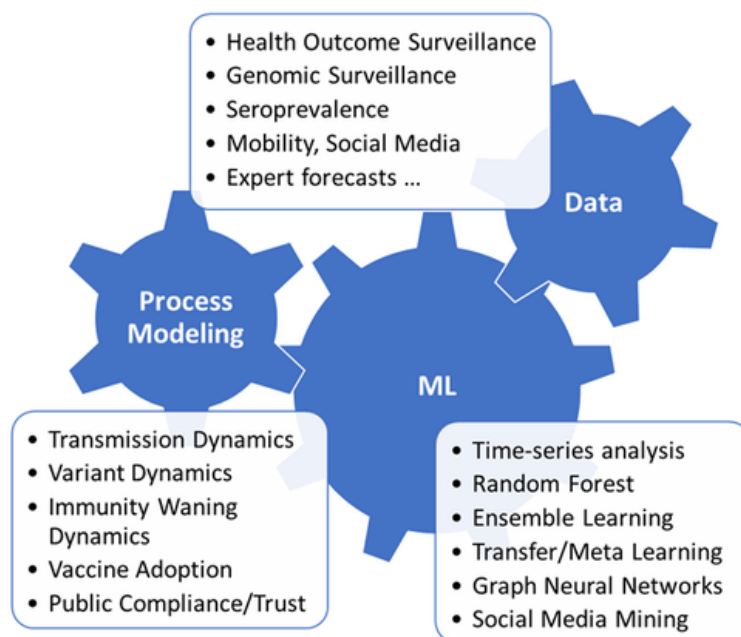 • Health Outcome Surveillance
• Genomic Surveillance
• Seroprevalence
• Mobility, Social Media
• Expert forecasts ...
Data
Process
Modeling
ML
• Transmission Dynamics
• Variant Dynamics
• Immunity Waning
Dynamics
• Vaccine Adoption
• Public Compliance/Trust
• Time-series analysis
• Random Forest
• Ensemble Learning
• Transfer/Meta Learning
• Graph Neural Networks
• Social Media Mining